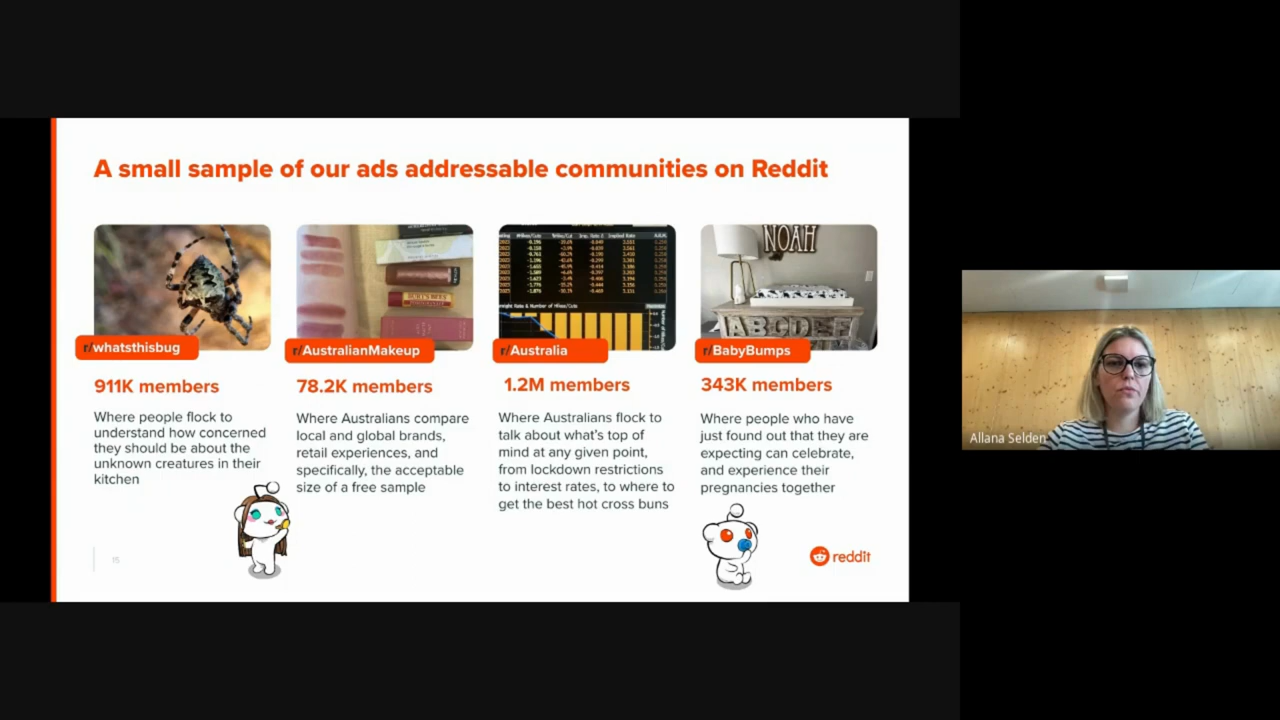 A small sample of our ads addressable communities on Reddit
NOAH
ABCDEF
BURT'S BEES
r/whatsthisbug
r/AustralianMakeup
r/Australia
r/BabyBumps
911K members
78.2K members
1.2M members
343K members
Where people flock to
understand how concerned
they should be about the
unknown creatures in their
kitchen
Where Australians compare
local and global brands,
retail experiences, and
specifically, the acceptable
size of a free sample
Where Australians flock to
talk about what's top of
mind at any given point,
from lockdown restrictions
to interest rates, to where to
get the best hot cross buns
Where people who have
just found out that they are
expecting can celebrate,
and experience their
pregnancies together
15
reddit
Allana Selden